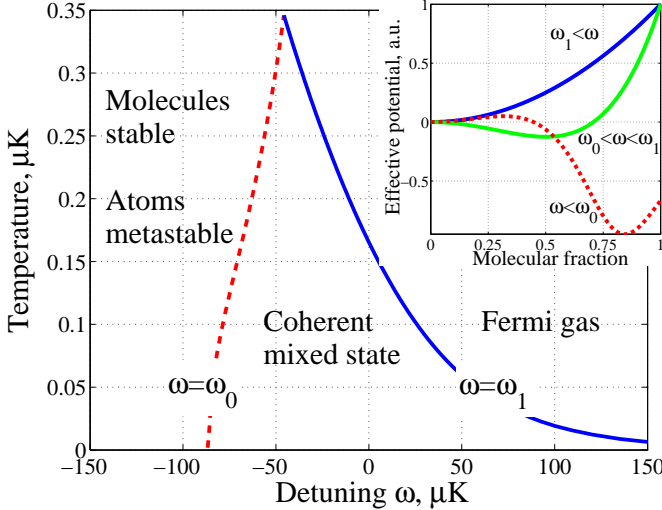 Temperature, μK
0.35
0.3
0.25
0.2
0.15
0.1
0.05
0
Molecules
stable
Atoms
metastable
Coherent
mixed state
Fermi gas
ω=ω0
ω=ω1
−150
−100
−50
0
50
100
150
Detuning ω, μK
Effective potential, a.u.
1
0.5
0
−0.5
ω1<ω
ω0<ω<ω1
ω<ω0
0
0.25
0.5
0.75
1
Molecular fraction